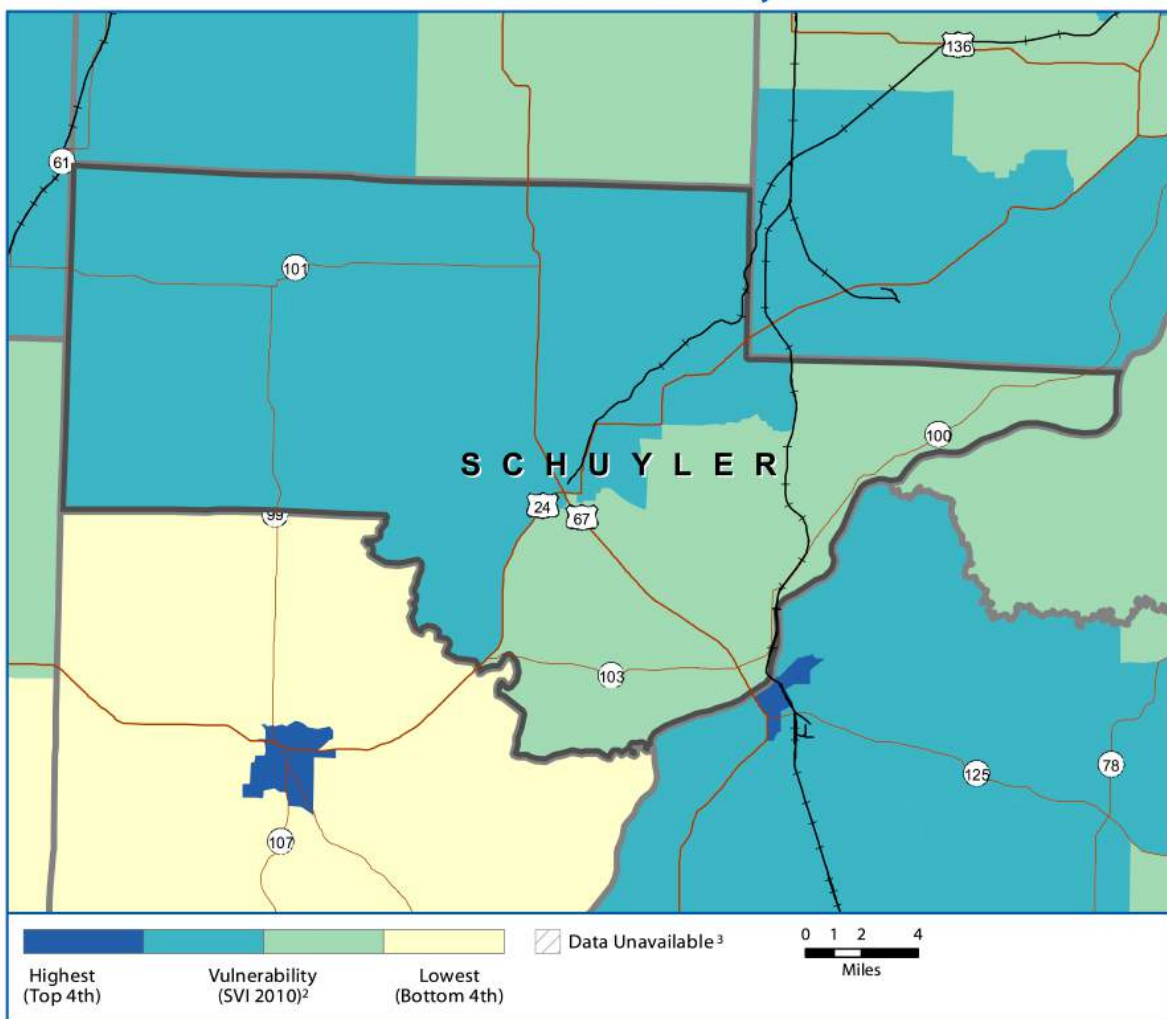 136
61
101
100
SCHUYLER
24
67
99
103
78
125
107
Highest
(Top 4th)
Vulnerability
(SVI 2010)²
Lowest
(Bottom 4th)
Data Unavailable³
0 1 2 4
Miles